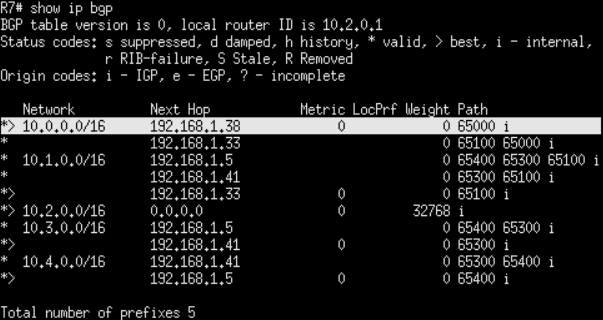 R7# show ip bgp
BGP table version is 0, local router ID is 10.2.0.1
Status codes: s suppressed, d damped, h history, * valid, > best, i - internal,
              r RIB-failure, S Stale, R Removed
Origin codes: i - IGP, e - EGP, ? - incomplete

   Network          Next Hop            Metric LocPrf Weight Path
*> 10.0.0.0/16      192.168.1.38             0             0 65000 i
*                   192.168.1.33                           0 65100 65000 i
*  10.1.0.0/16      192.168.1.5                            0 65400 65300 65100 i
*                   192.168.1.41                           0 65300 65100 i
*>                  192.168.1.33             0             0 65100 i
*> 10.2.0.0/16      0.0.0.0                  0         32768 i
*  10.3.0.0/16      192.168.1.5                            0 65400 65300 i
*>                  192.168.1.41             0             0 65300 i
*  10.4.0.0/16      192.168.1.41                           0 65300 65400 i
*>                  192.168.1.5              0             0 65400 i

Total number of prefixes 5